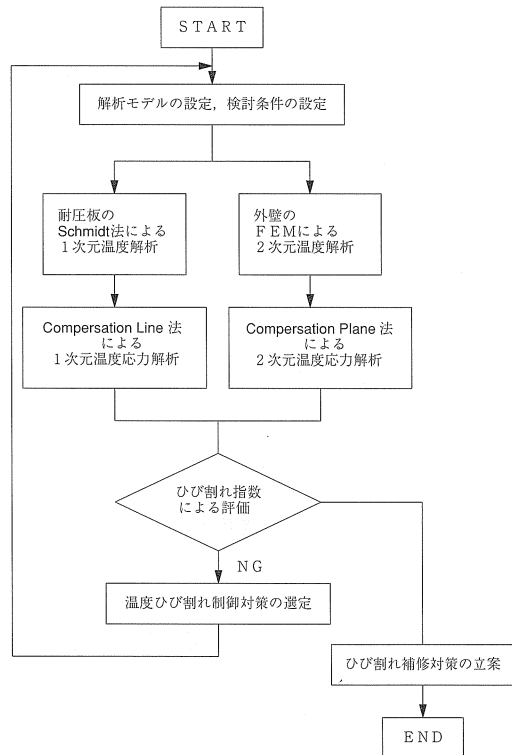 ＳＴＡＲＴ
解析モデルの設定，検討条件の設定
耐圧板の
Schmidt法による
１次元温度解析
外壁の
ＦＥＭによる
２次元温度解析
Compersation Line 法
による
１次元温度応力解析
Compersation Plane 法
による
２次元温度応力解析
ひび割れ指数
による評価
ＮＧ
温度ひび割れ制御対策の選定
ひび割れ補修対策の立案
ＥＮＤ